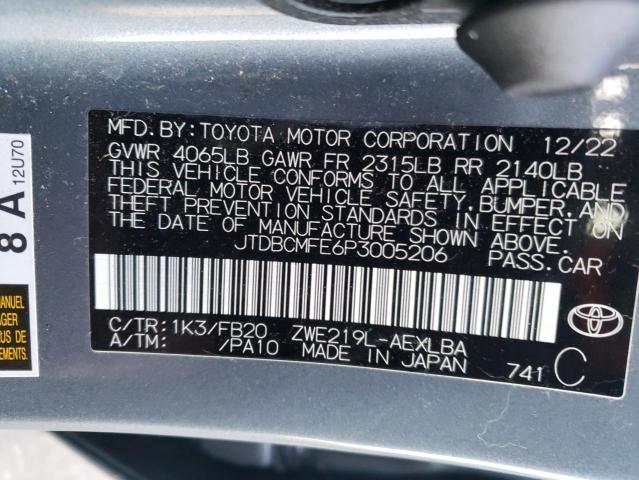 MFD.BY:TOYOTA MOTOR CORPORATION 12/22
GVWR 4065LB GAWR FR 2315LB RR 2140LB
THIS VEHICLE CONFORMS TO ALL APPLICABLE
FEDERAL MOTOR VEHICLE SAFETY,BUMPER,AND
THEFT PREVENTION STANDARDS IN EFFECT ON
THE DATE OF MANUFACTURE SHOWN ABOVE.
JTDBCMFE6P3005206 PASS.CAR
C/TR:1K3/FB20 ZWE219L-AEXLBA
A/TM: /PA10 MADE IN JAPAN 741 C
8 A 12U70
MANUAL